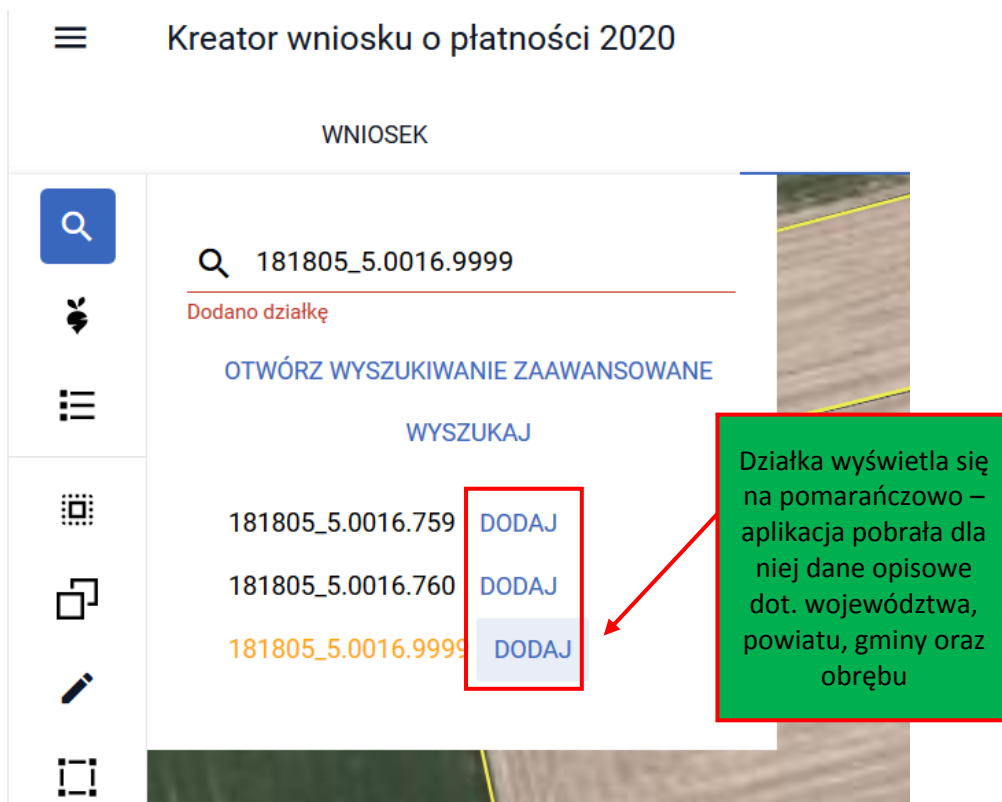 Kreator wniosku o płatności 2020
WNIOSEK
181805_5.0016.9999
Dodano działkę
OTWÓRZ WYSZUKIWANIE ZAAWANSOWANE
WYSZUKAJ
181805_5.0016.759 DODAJ
181805_5.0016.760 DODAJ
181805_5.0016.9999 DODAJ
Działka wyświetla się
na pomarańczowo –
aplikacja pobrała dla
niej dane opisowe
dot. województwa,
powiatu, gminy oraz
obrębu